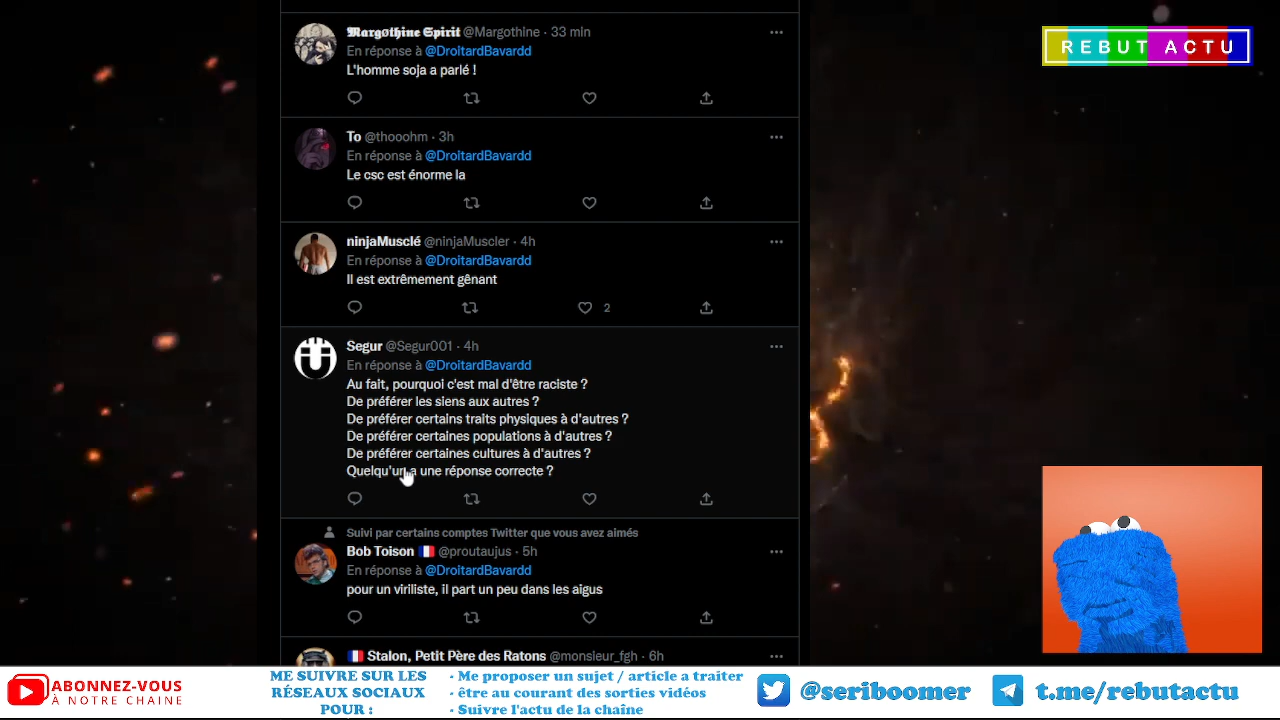 𝕸𝖆𝖗𝖌𝖔𝖙𝖍𝖎𝖓𝖊 𝕾𝖕𝖎𝖗𝖎𝖙 @Margothine · 33 min
En réponse à @DroitardBavardd
L'homme soja a parlé !
REBUT ACTU
To @thooohm · 3h
En réponse à @DroitardBavardd
Le csc est énorme la
ninjaMusclé @ninjaMuscler · 4h
En réponse à @DroitardBavardd
Il est extrêmement gênant
2
Segur @Segur001 · 4h
En réponse à @DroitardBavardd
Au fait, pourquoi c'est mal d'être raciste ?
De préférer les siens aux autres ?
De préférer certains traits physiques à d'autres ?
De préférer certaines populations à d'autres ?
De préférer certaines cultures à d'autres ?
Quelqu'un a une réponse correcte ?
Suivi par certains comptes Twitter que vous avez aimés
Bob Toison 🇫🇷 @proutaujus · 5h
En réponse à @DroitardBavardd
pour un viriliste, il part un peu dans les aigus
🇫🇷 Stalon, Petit Père des Ratons @monsieur_fgh · 6h
ABONNEZ-VOUS
À NOTRE CHAINE
ME SUIVRE SUR LES
RÉSEAUX SOCIAUX
POUR :
- Me proposer un sujet / article a traiter
- être au courant des sorties vidéos
- Suivre l'actu de la chaîne
@seriboomer
t.me/rebutactu